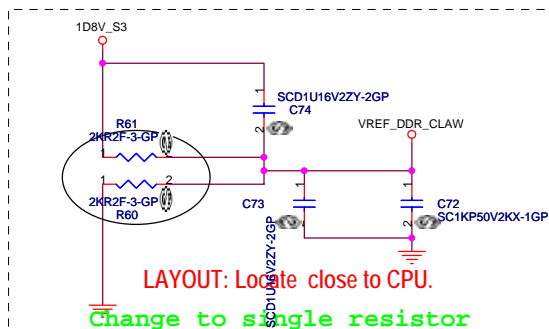 1D8V_S3
1
SCD1U16V2ZY-2GP
C74
2
VREF_DDR_CLAW
R61
2KR2F-3-GP
1 2
1 2
2KR2F-3-GP
R60
1 1
C73
C72
2 2
SC1KP50V2KX-1GP
SCD1U16V2ZY-2GP
LAYOUT: Locate close to CPU.
Change to single resistor